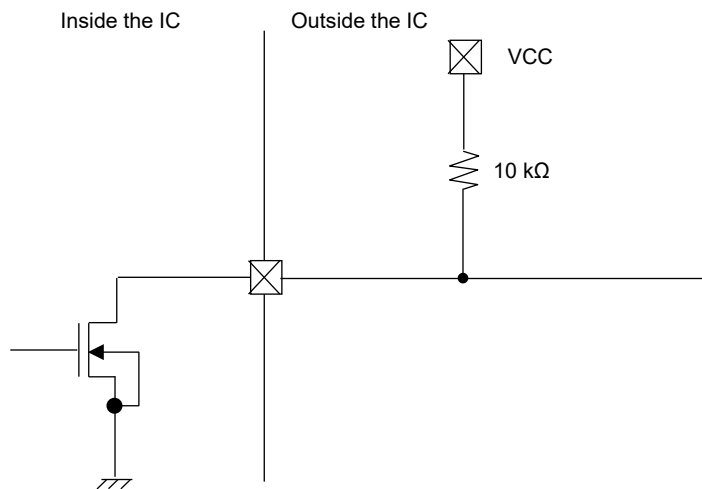 Inside the IC
Outside the IC
VCC
10 kΩ